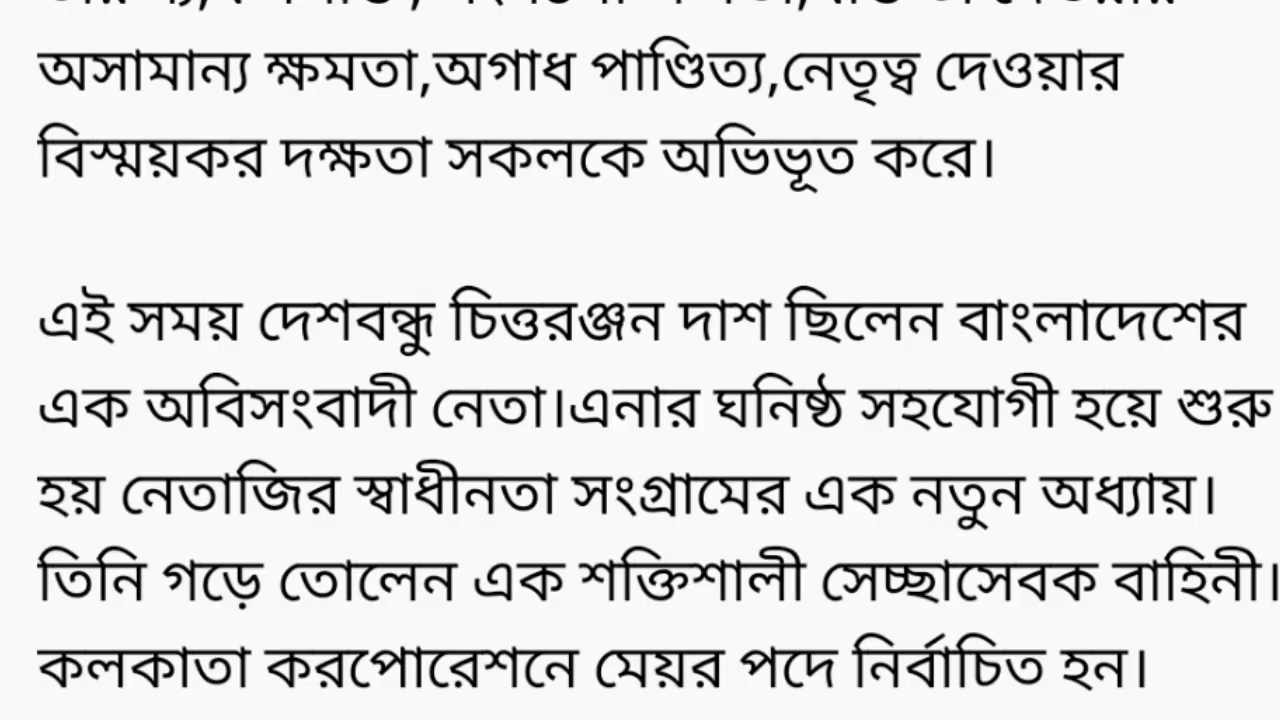 অসামান্য ক্ষমতা,অগাধ পাণ্ডিত্য,নেতৃত্ব দেওয়ার
বিস্ময়কর দক্ষতা সকলকে অভিভূত করে।
এই সময় দেশবন্ধু চিত্তরঞ্জন দাশ ছিলেন বাংলাদেশের
এক অবিসংবাদী নেতা।এনার ঘনিষ্ঠ সহযোগী হয়ে শুরু
হয় নেতাজির স্বাধীনতা সংগ্রামের এক নতুন অধ্যায়।
তিনি গড়ে তোলেন এক শক্তিশালী সেচ্ছাসেবক বাহিনী।
কলকাতা করপোরেশনে মেয়র পদে নির্বাচিত হন।